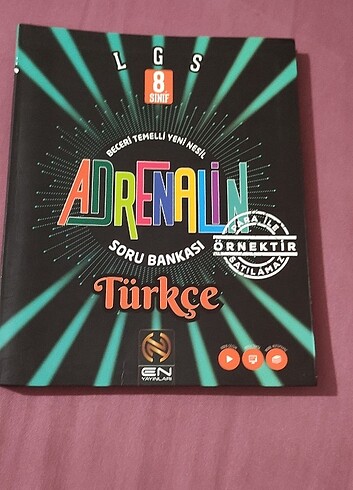 LGS
8
SINIF
BECERİ TEMELLİ YENİ NESİL
ADRENALİN
SORU BANKASI
PARA İLE
ÖRNEKTİR
SATILAMAZ
Türkçe
EN
YAYINLARI